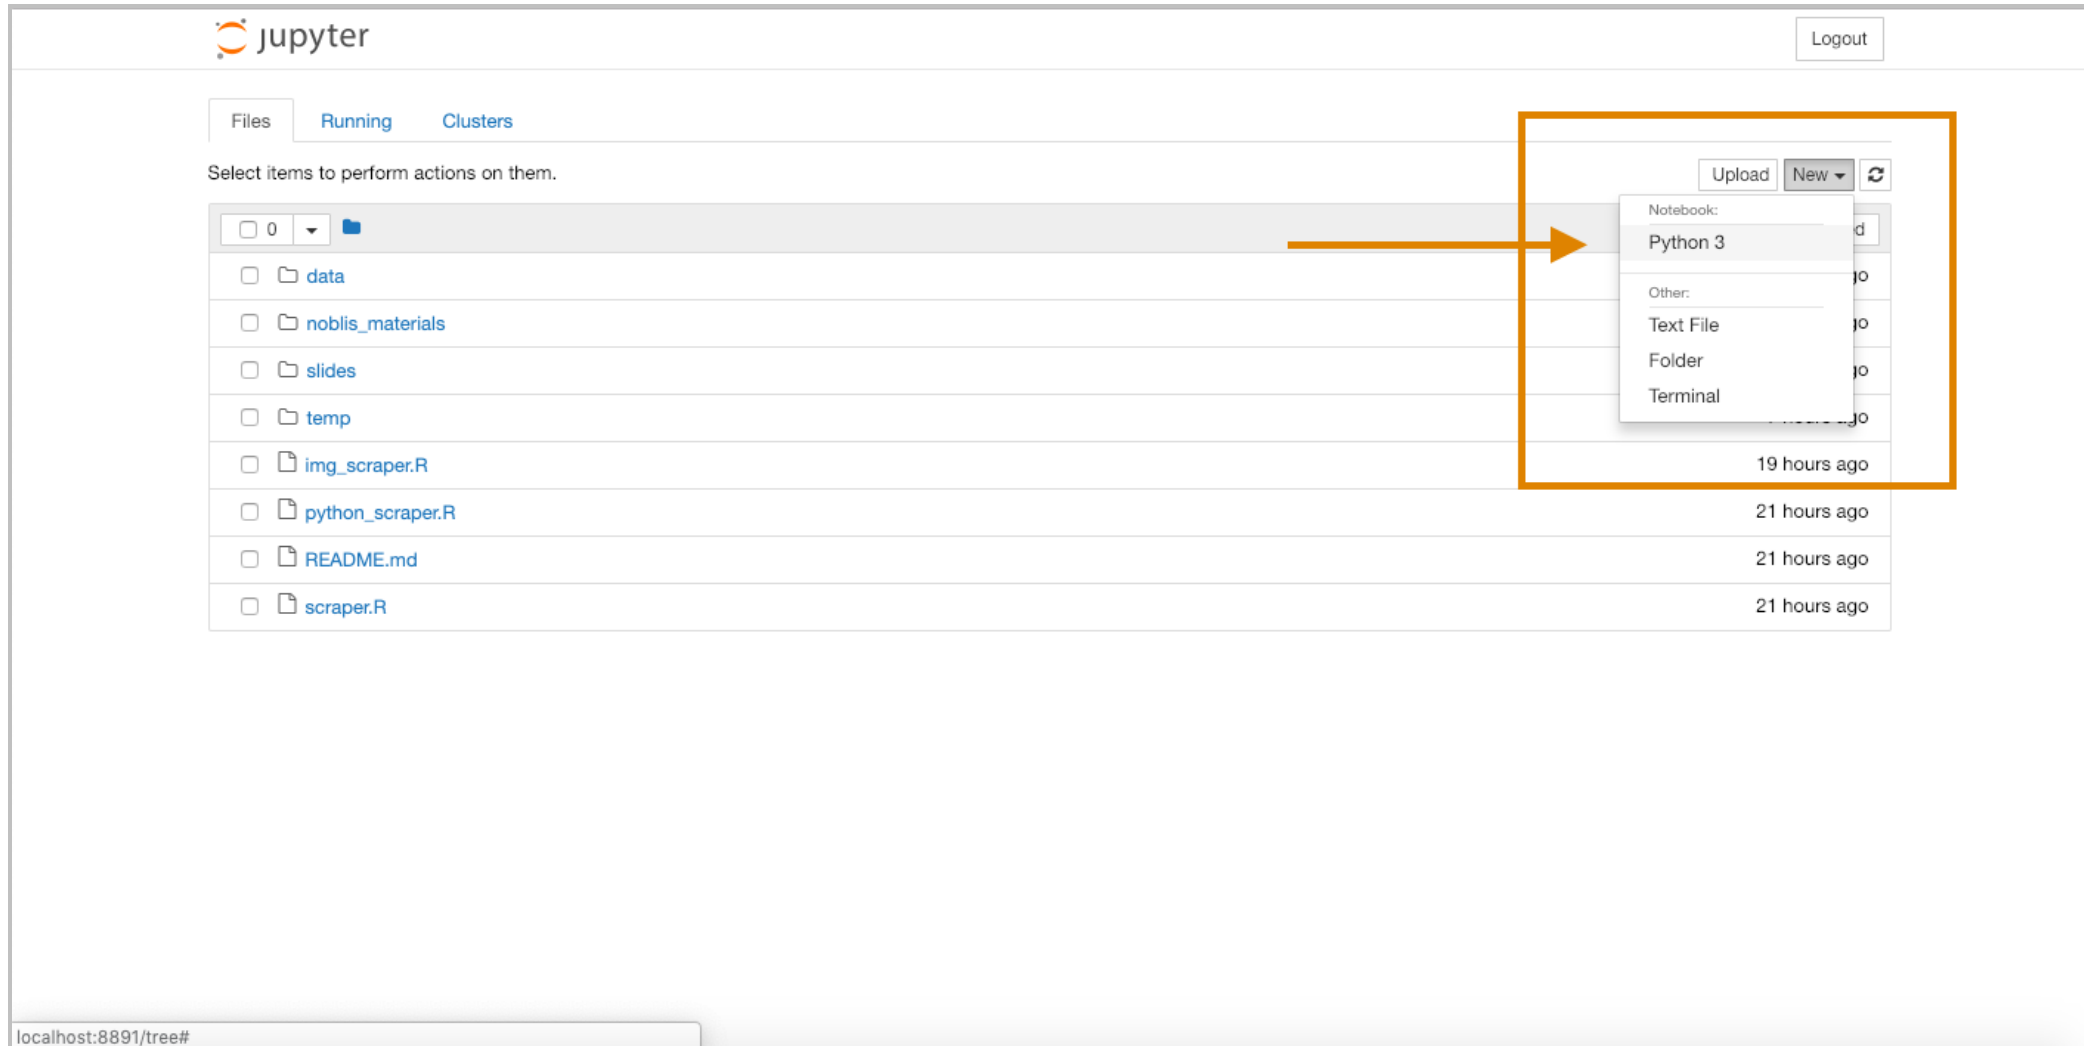 jupyter
Logout
Files Running Clusters
Select items to perform actions on them.
Upload New
Notebook:
0
Python 3
data
Other:
noblis_materials
Text File
slides
Folder
Terminal
temp
img_scraper.R 19 hours ago
python_scraper.R 21 hours ago
README.md 21 hours ago
scraper.R 21 hours ago
localhost:8891/tree#